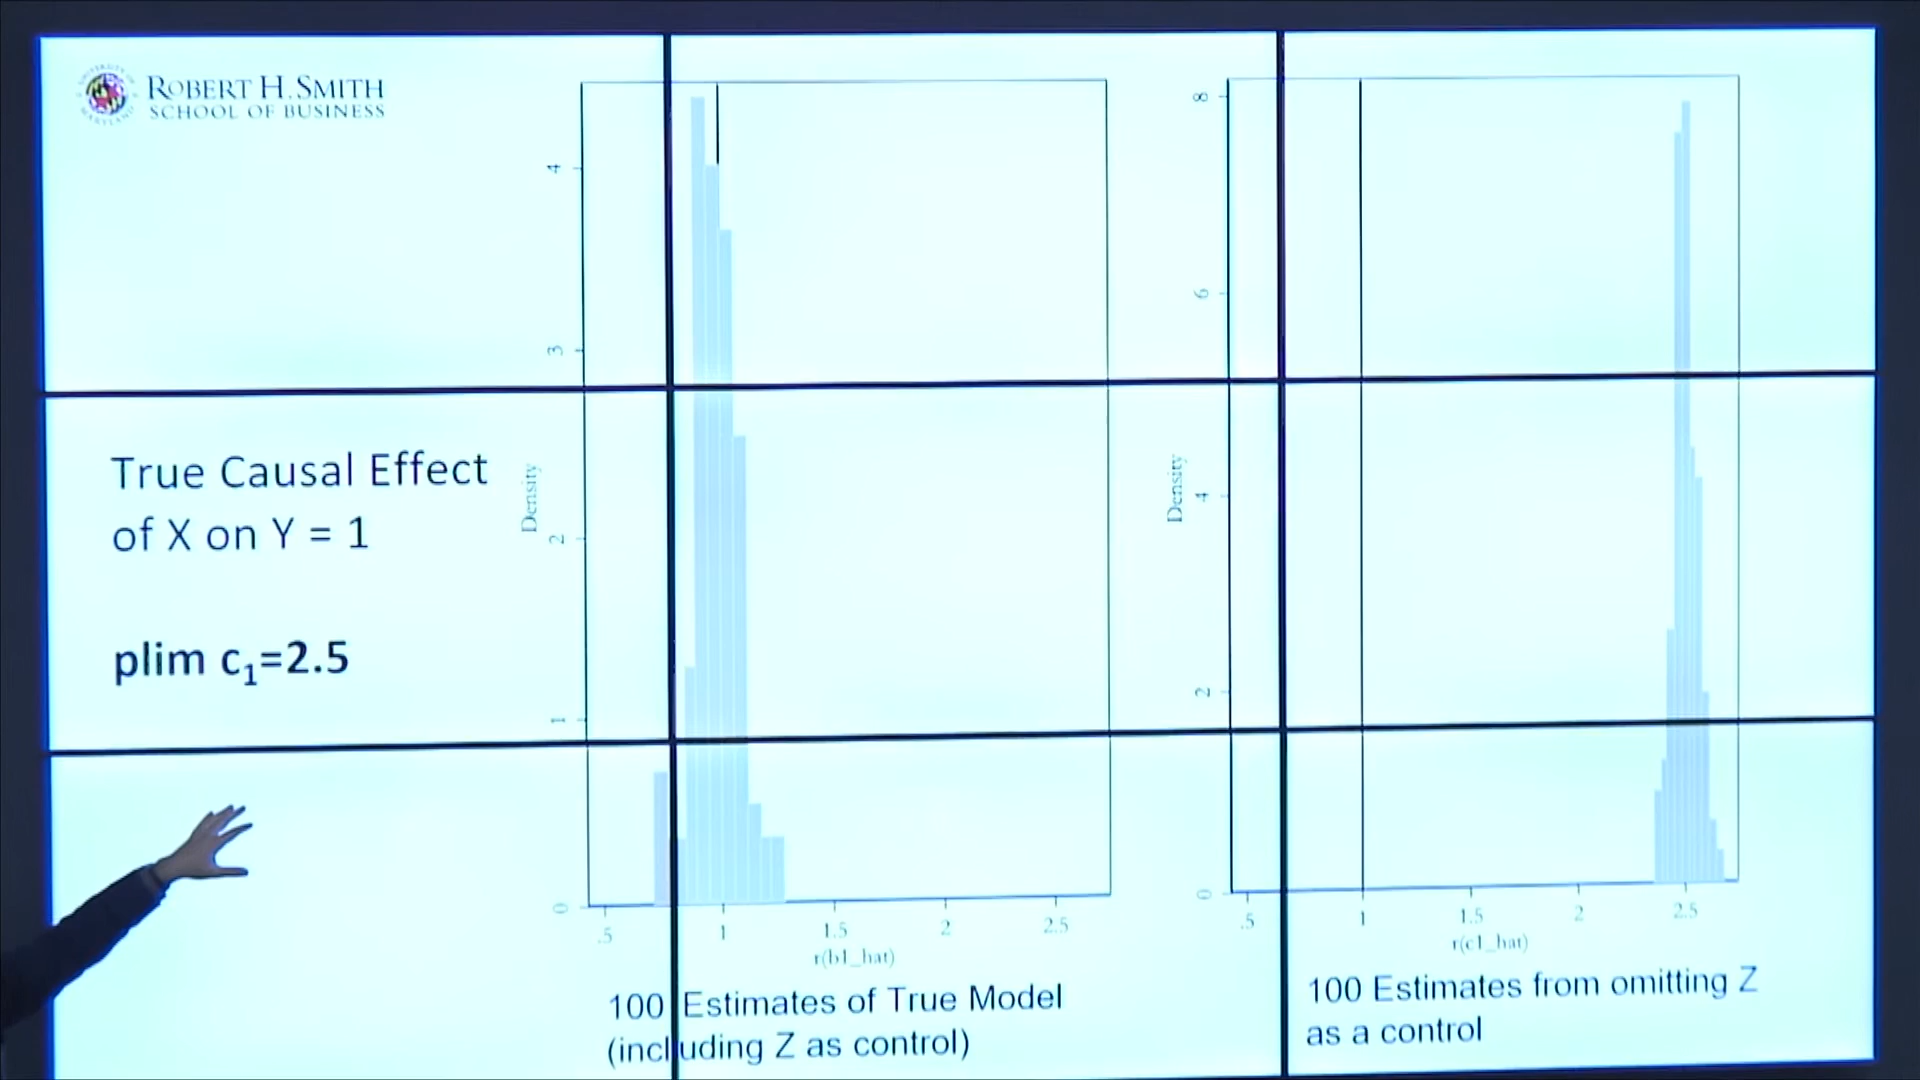 ROBERT H. SMITH
SCHOOL OF BUSINESS
True Causal Effect
of X on Y = 1
plim c₁=2.5
Density
0
1
2
3
4
.5
1
1.5
2
2.5
r(b1_hat)
100 Estimates of True Model
(including Z as control)
Density
0
2
4
6
8
.5
1
1.5
2
2.5
r(c1_hat)
100 Estimates from omitting Z
as a control